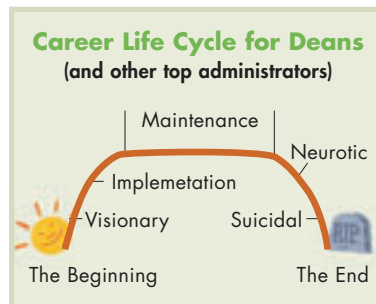 Career Life Cycle for Deans
(and other top administrators)
Maintenance
Neurotic
Implemetation
Visionary
Suicidal
RIP
The Beginning
The End